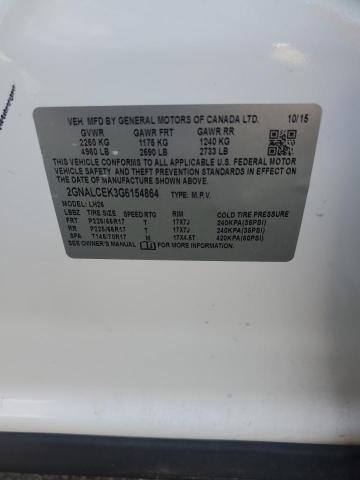 VEH. MFD BY GENERAL MOTORS OF CANADA LTD. 10/15
GVWR GAWR FRT GAWR RR
2250 KG 1175 KG 1240 KG
4960 LB 2590 LB 2733 LB
THIS VEHICLE CONFORMS TO ALL APPLICABLE U.S. FEDERAL MOTOR
VEHICLE SAFETY, BUMPER, AND THEFT PREVENTION STANDARDS
IN EFFECT ON THE DATE OF MANUFACTURE SHOWN ABOVE.
2GNALCEK3G6154864 TYPE: M.P.V.
MODEL: LH26
LBBZ TIRE SIZE SPEED RTG RIM COLD TIRE PRESSURE
FRT P225/65R17 T 17X7J 240KPA(35PSI)
RR P225/65R17 T 17X7J 240KPA(35PSI)
SPA T145/70R17 M 17X4.5T 420KPA(60PSI)
SEE OWNER'S MANUAL FOR ADDITIONAL INFORMATION